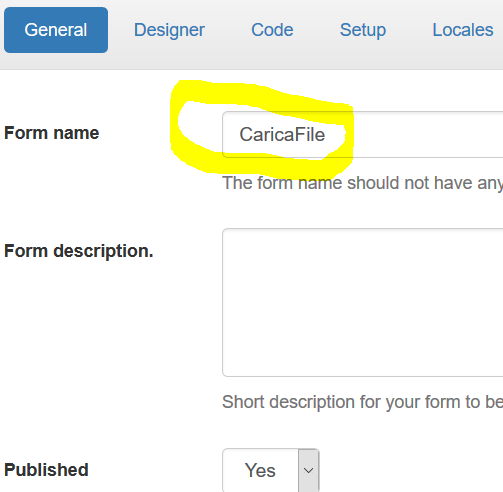 General Designer Code Setup Locales
Form name CaricaFile
The form name should not have any
Form description.
Short description for your form to be
Published Yes